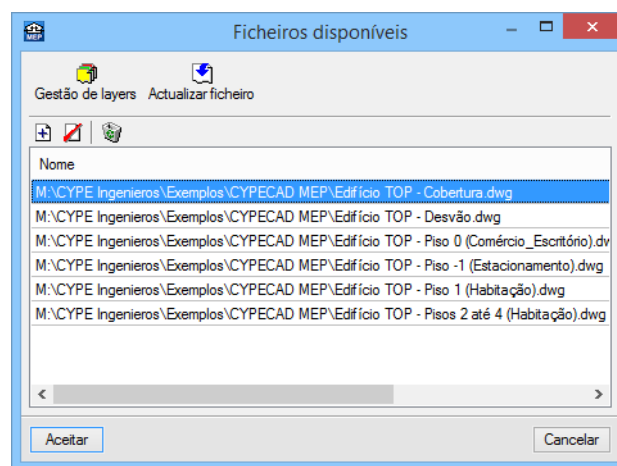 MEP
Ficheiros disponíveis
Gestão de layers Actualizar ficheiro
Nome
M:\CYPE Ingenieros\Exemplos\CYPECAD MEP\Edifício TOP - Cobertura.dwg
M:\CYPE Ingenieros\Exemplos\CYPECAD MEP\Edifício TOP - Desvão.dwg
M:\CYPE Ingenieros\Exemplos\CYPECAD MEP\Edifício TOP - Piso 0 (Comércio_Escritório).dw
M:\CYPE Ingenieros\Exemplos\CYPECAD MEP\Edifício TOP - Piso -1 (Estacionamento).dwg
M:\CYPE Ingenieros\Exemplos\CYPECAD MEP\Edifício TOP - Piso 1 (Habitação).dwg
M:\CYPE Ingenieros\Exemplos\CYPECAD MEP\Edifício TOP - Pisos 2 até 4 (Habitação).dwg
Aceitar
Cancelar